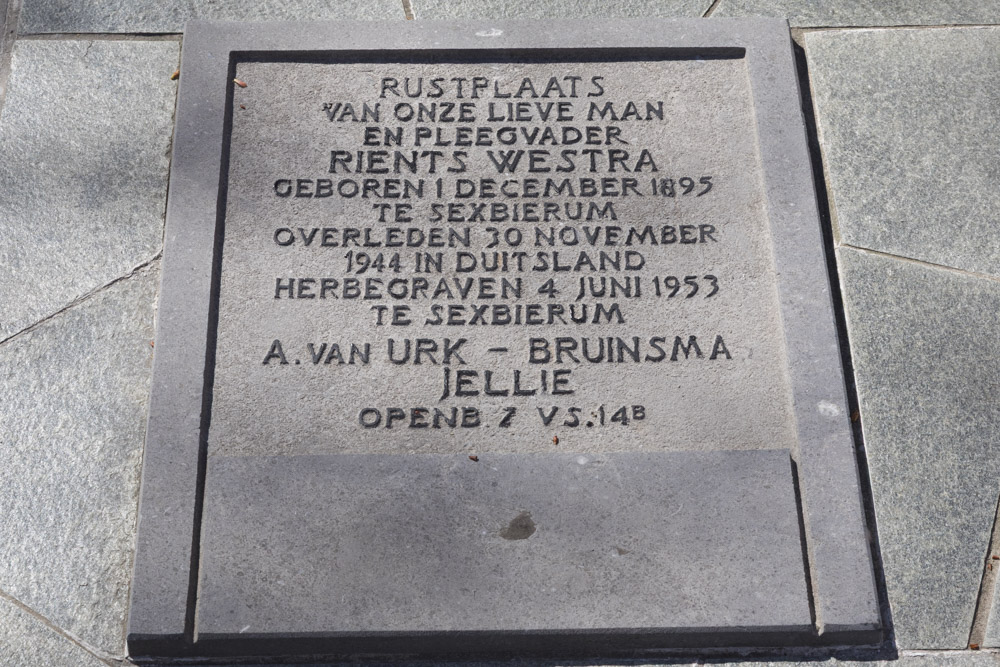 RUSTPLAATS
VAN ONZE LIEVE MAN
EN PLEEGVADER
RIENTS WESTRA
GEBOREN 1 DECEMBER 1895
TE SEXBIERUM
OVERLEDEN 30 NOVEMBER
1944 IN DUITSLAND
HERBEGRAVEN 4 JUNI 1953
TE SEXBIERUM
A. VAN URK - BRUINSMA
JELLIE
OPENB. 7 VS. 14B